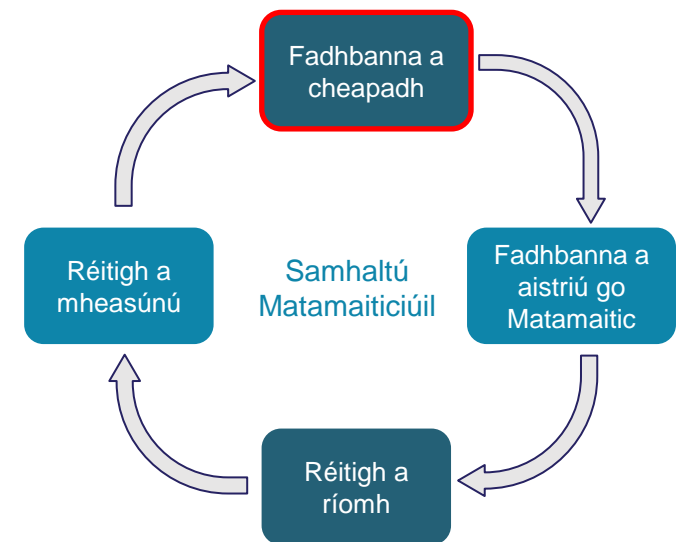 Fadhbanna a
cheapadh
Fadhbanna a
aistriú go
Matamaitic
Réitigh a
ríomh
Réitigh a
mheasúnú
Samhaltú
Matamaiticiúil